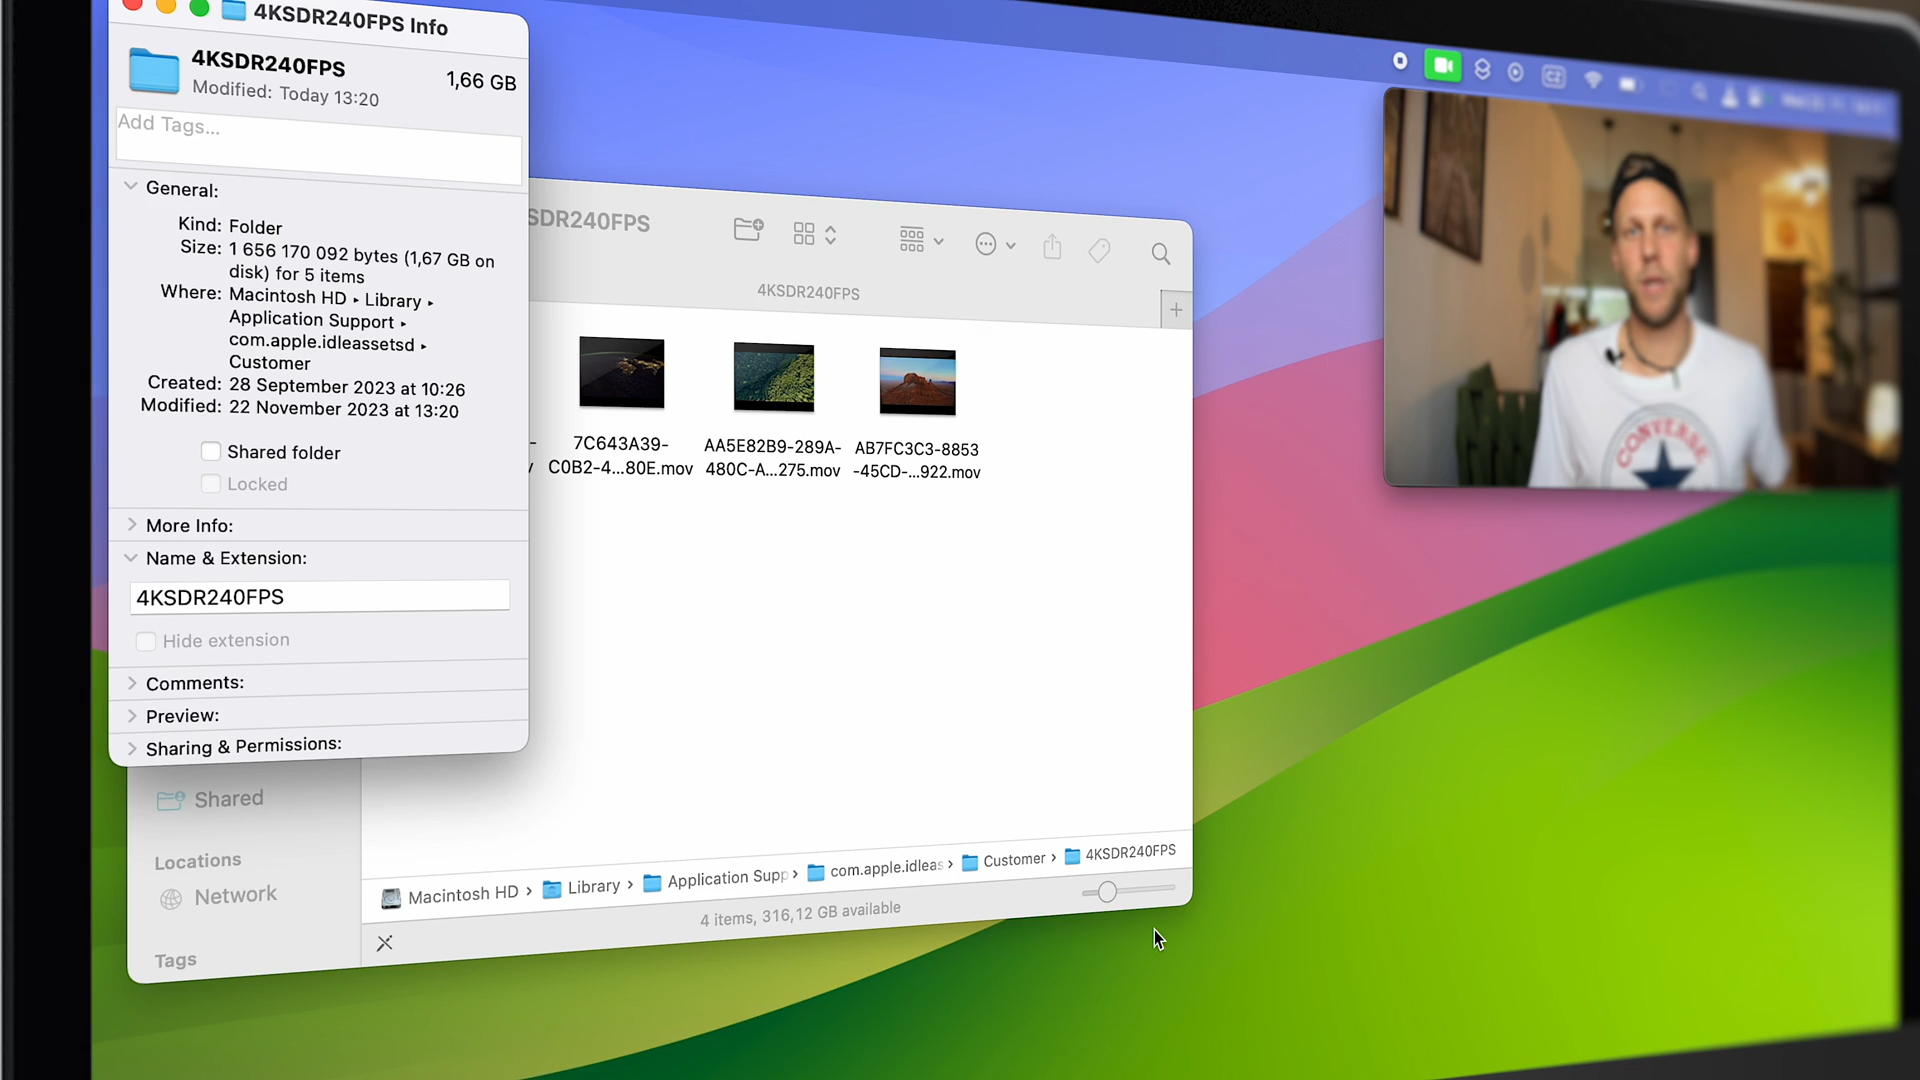 4KSDR240FPS Info
4KSDR240FPS
1,66 GB
Modified: Today 13:20
Add Tags...
General:
Kind: Folder
Size: 1 656 170 092 bytes (1,67 GB on
disk) for 5 items
Where: Macintosh HD ▸ Library ▸
Application Support ▸
com.apple.idleassetsd ▸
Customer
Created: 28 September 2023 at 10:26
Modified: 22 November 2023 at 13:20
Shared folder
Locked
More Info:
Name & Extension:
4KSDR240FPS
Hide extension
Comments:
Preview:
Sharing & Permissions:
SDR240FPS
4KSDR240FPS
7C643A39-
C0B2-4...80E.mov
AA5E82B9-289A-
480C-A...275.mov
AB7FC3C3-8853
-45CD-...922.mov
Shared
Locations
Network
Tags
Macintosh HD › Library › Application Supp › com.apple.idleas › Customer › 4KSDR240FPS
4 items, 316,12 GB available
CZ
CONVERSE